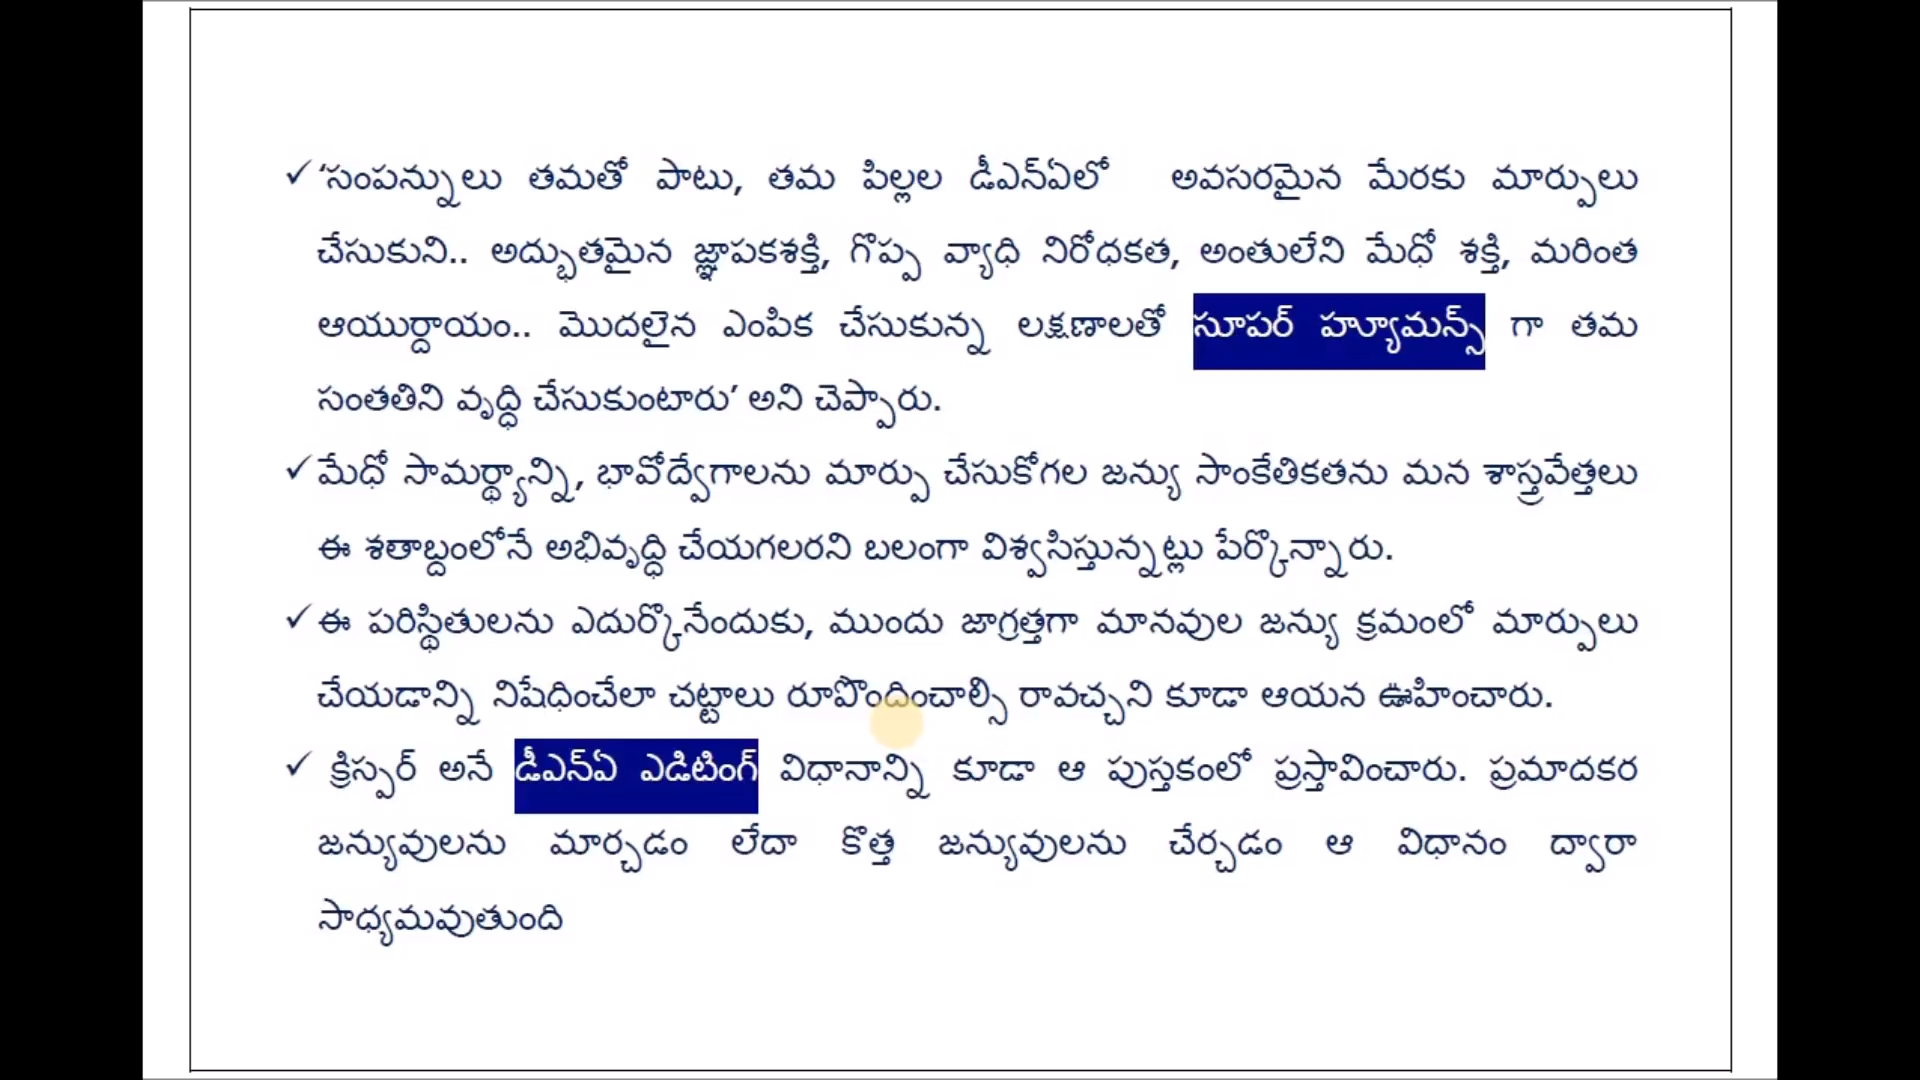 ✓ ‘సంపన్నులు తమతో పాటు, తమ పిల్లల డీఎన్ఏలో అవసరమైన మేరకు మార్పులు
చేసుకుని.. అద్భుతమైన జ్ఞాపకశక్తి, గొప్ప వ్యాధి నిరోధకత, అంతులేని మేధో శక్తి, మరింత
ఆయుర్దాయం.. మొదలైన ఎంపిక చేసుకున్న లక్షణాలతో సూపర్ హ్యూమన్స్ గా తమ
సంతతిని వృద్ధి చేసుకుంటారు’ అని చెప్పారు.
✓ మేధో సామర్థ్యాన్ని, భావోద్వేగాలను మార్పు చేసుకోగల జన్యు సాంకేతికతను మన శాస్త్రవేత్తలు
ఈ శతాబ్దంలోనే అభివృద్ధి చేయగలరని బలంగా విశ్వసిస్తున్నట్లు పేర్కొన్నారు.
✓ ఈ పరిస్థితులను ఎదుర్కొనేందుకు, ముందు జాగ్రత్తగా మానవుల జన్యు క్రమంలో మార్పులు
చేయడాన్ని నిషేధించేలా చట్టాలు రూపొందించాల్సి రావచ్చని కూడా ఆయన ఊహించారు.
✓ క్రిస్పర్ అనే డీఎన్ఏ ఎడిటింగ్ విధానాన్ని కూడా ఆ పుస్తకంలో ప్రస్తావించారు. ప్రమాదకర
జన్యువులను మార్చడం లేదా కొత్త జన్యువులను చేర్చడం ఆ విధానం ద్వారా
సాధ్యమవుతుంది